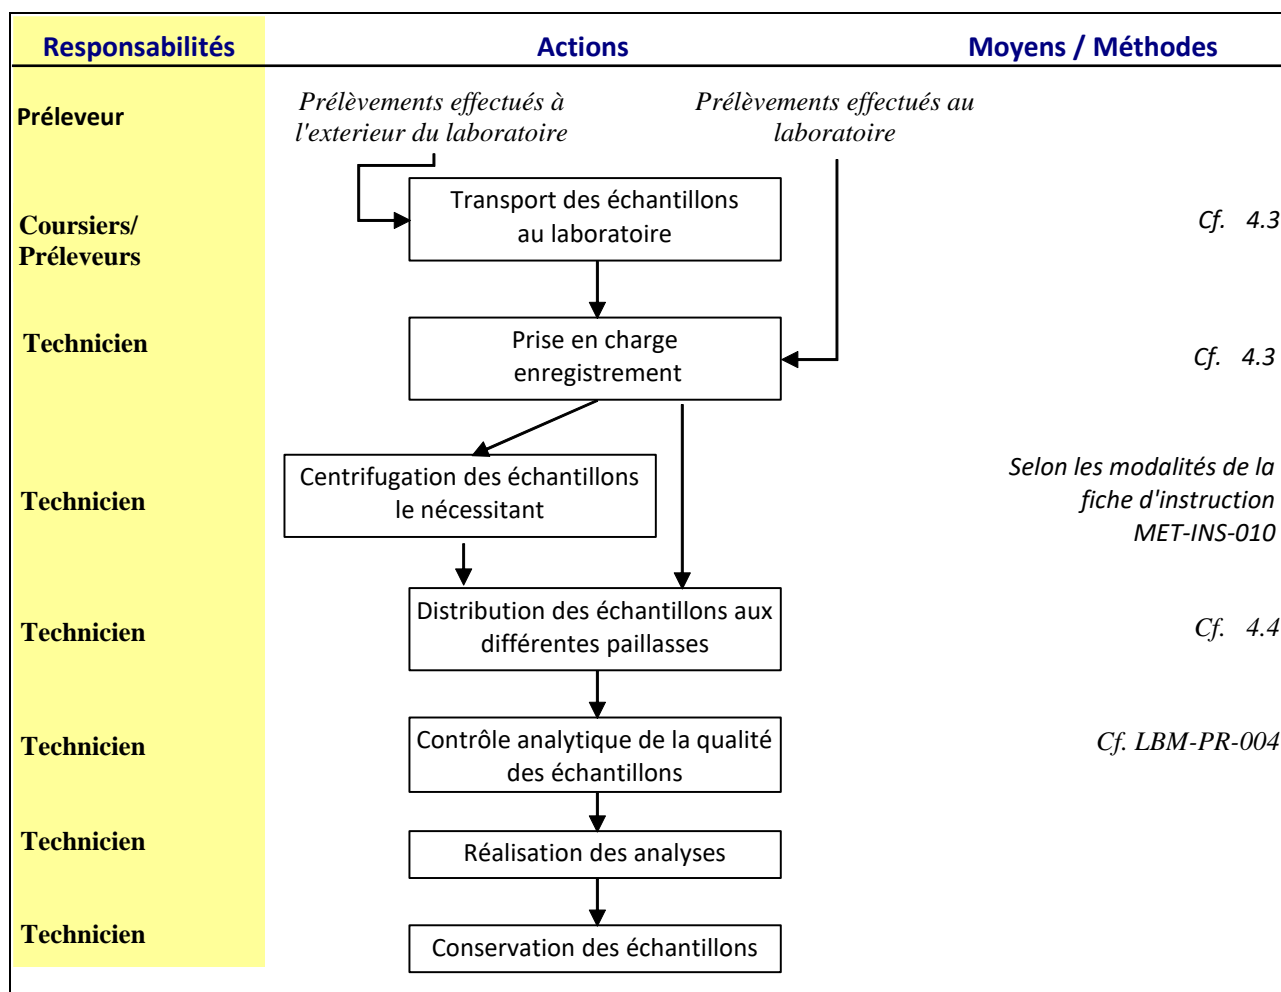 Responsabilités
Actions
Moyens / Méthodes
Préleveur
Prélèvements effectués à
l'exterieur du laboratoire
Prélèvements effectués au
laboratoire
Coursiers/
Préleveurs
Transport des échantillons
au laboratoire
Cf. 4.3
Technicien
Prise en charge
enregistrement
Cf. 4.3
Technicien
Centrifugation des échantillons
le nécessitant
Selon les modalités de la
fiche d'instruction
MET-INS-010
Technicien
Distribution des échantillons aux
différentes paillasses
Cf. 4.4
Technicien
Contrôle analytique de la qualité
des échantillons
Cf. LBM-PR-004
Technicien
Réalisation des analyses
Technicien
Conservation des échantillons